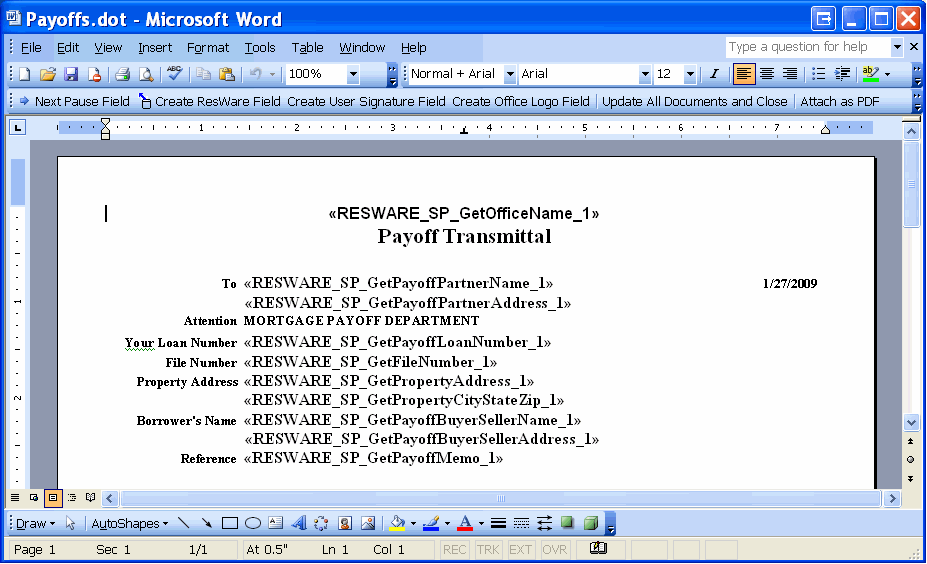 Payoffs.dot - Microsoft Word
File Edit View Insert Format Tools Table Window Help Type a question for help
100% Normal + Arial Arial 12 I
Next Pause Field Create ResWare Field Create User Signature Field Create Office Logo Field Update All Documents and Close Attach as PDF
1 2 3 4 5 6 7
«RESWARE_SP_GetOfficeName_1»
Payoff Transmittal
To «RESWARE_SP_GetPayoffPartnerName_1» 1/27/2009
«RESWARE_SP_GetPayoffPartnerAddress_1»
Attention MORTGAGE PAYOFF DEPARTMENT
Your Loan Number «RESWARE_SP_GetPayoffLoanNumber_1»
File Number «RESWARE_SP_GetFileNumber_1»
Property Address «RESWARE_SP_GetPropertyAddress_1»
«RESWARE_SP_GetPropertyCityStateZip_1»
Borrower's Name «RESWARE_SP_GetPayoffBuyerSellerName_1»
«RESWARE_SP_GetPayoffBuyerSellerAddress_1»
Reference «RESWARE_SP_GetPayoffMemo_1»
1
2
Draw AutoShapes
Page 1 Sec 1 1/1 At 0.5" Ln 1 Col 1 REC TRK EXT OVR